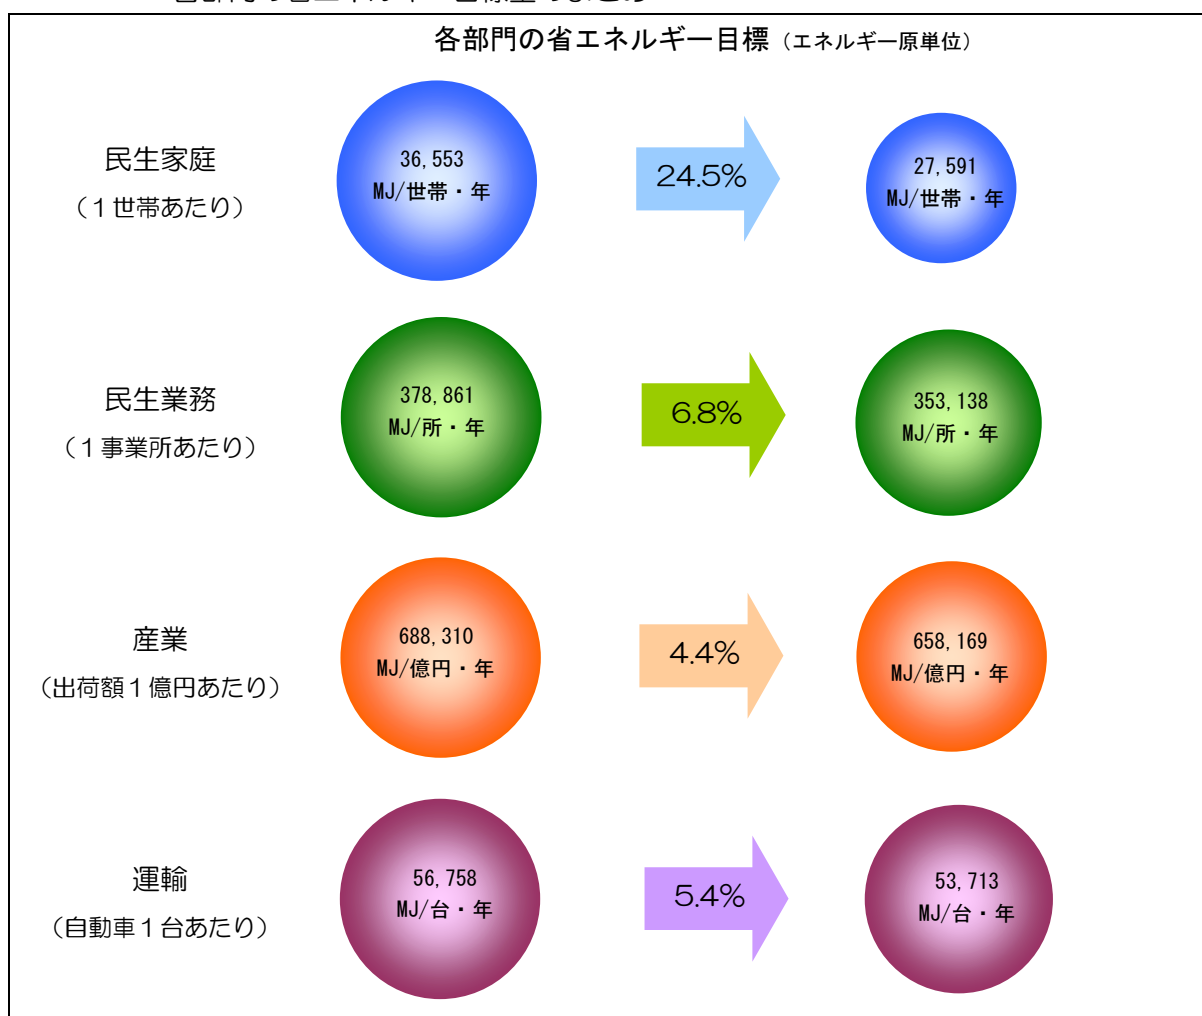 各部門の省エネルギー目標（エネルギー原単位）
民生家庭
（１世帯あたり）
36,553
MJ/世帯・年
24.5%
27,591
MJ/世帯・年
民生業務
（１事業所あたり）
378,861
MJ/所・年
6.8%
353,138
MJ/所・年
産業
（出荷額１億円あたり）
688,310
MJ/億円・年
4.4%
658,169
MJ/億円・年
運輸
（自動車１台あたり）
56,758
MJ/台・年
5.4%
53,713
MJ/台・年